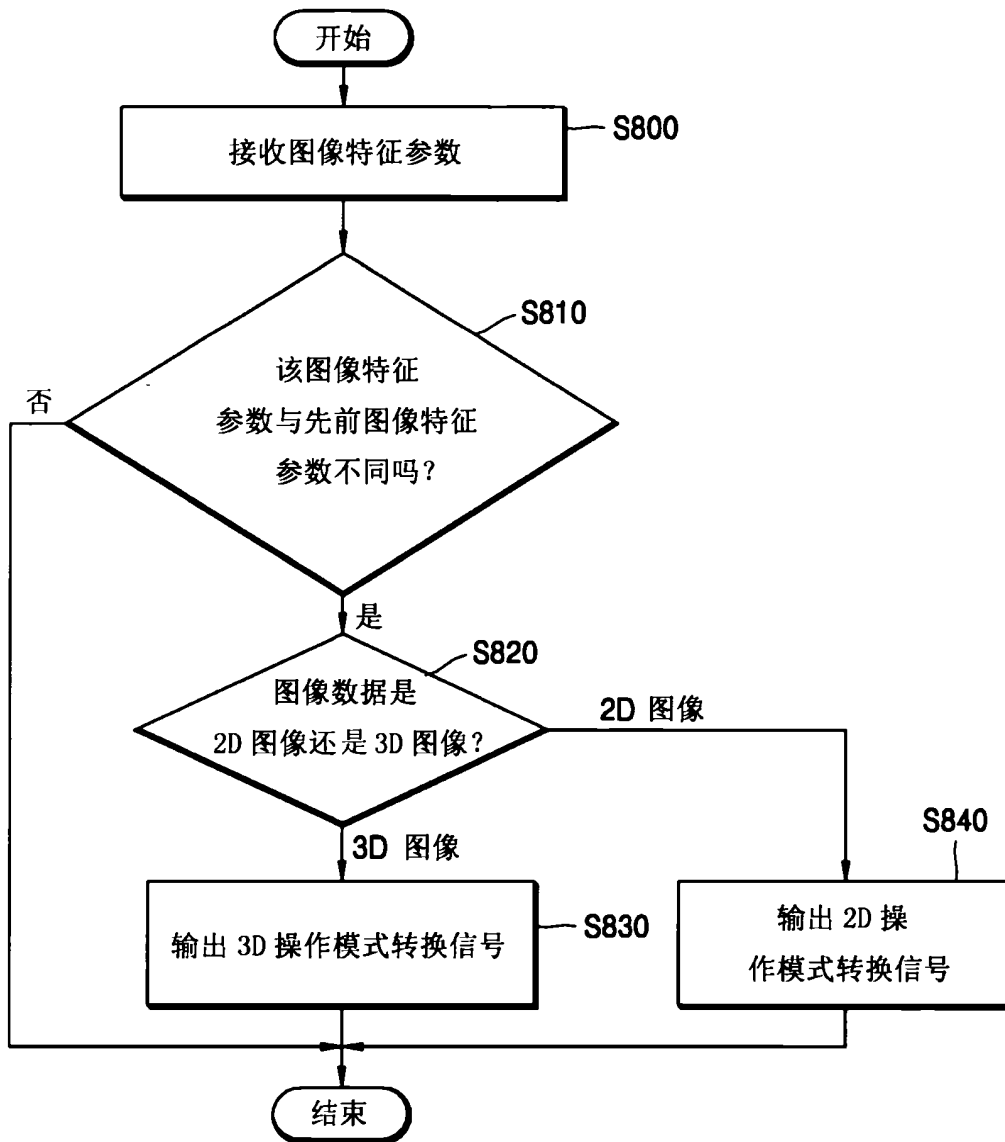 开始
接收图像特征参数
S800
S810
该图像特征
参数与先前图像特征
参数不同吗?
否
是
S820
图像数据是
2D 图像还是 3D 图像?
2D 图像
3D 图像
S840
输出 3D 操作模式转换信号
S830
输出 2D 操
作模式转换信号
结束